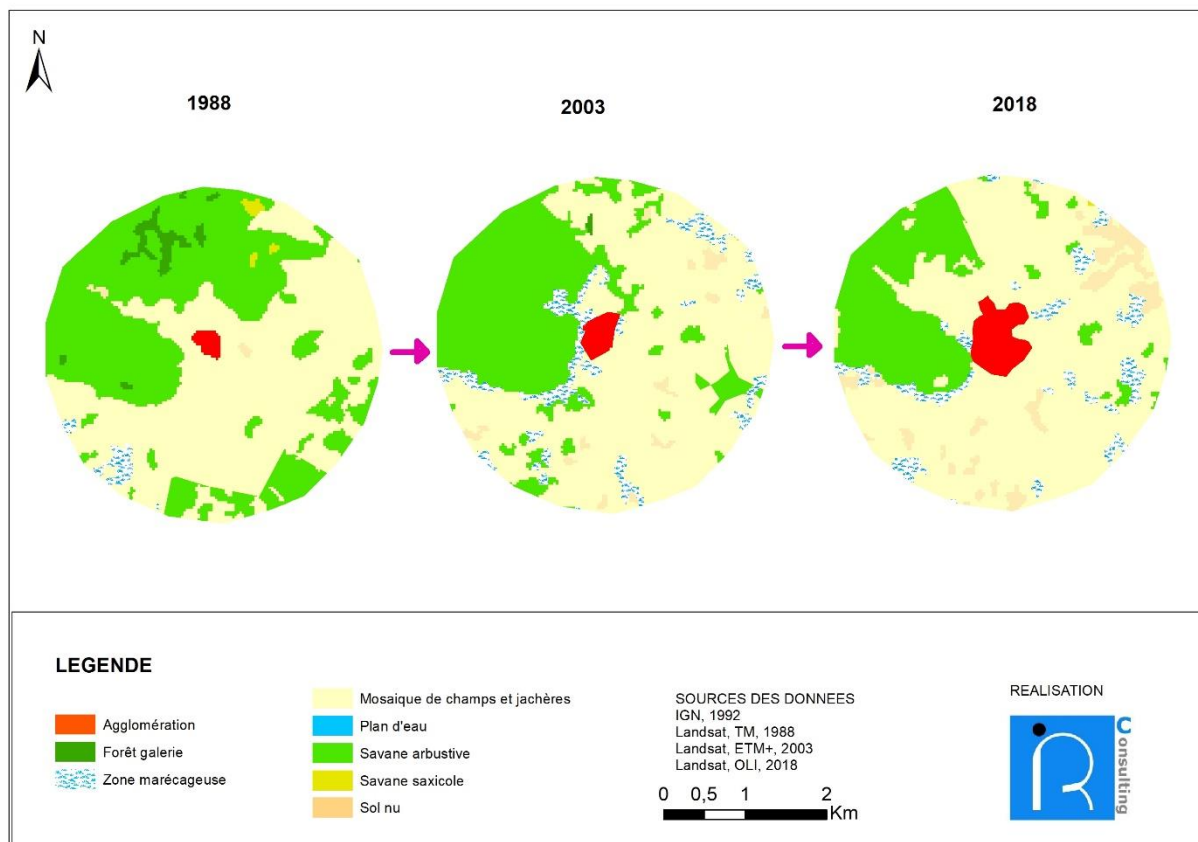 N
1988
2003
2018
LEGENDE
Agglomération
Forêt galerie
Zone marécageuse
Mosaique de champs et jachères
Plan d'eau
Savane arbustive
Savane saxicole
Sol nu
SOURCES DES DONNEES
IGN, 1992
Landsat, TM, 1988
Landsat, ETM+, 2003
Landsat, OLI, 2018
0 0,5 1 2
Km
REALISATION
iR
Consulting